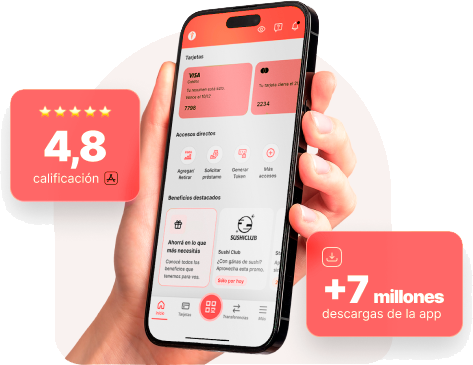 4,8
calificación
Tarjetas
VISA
Crédito
Tu resumen está listo.
Vence el 10/12
7798
Tu tarjeta cierra el
2234
Accesos directos
Agregar/
Retirar
Solicitar
préstamo
Generar
Token
Más
accesos
Beneficios destacados
Ahorrá en lo que
más necesitás
Conocé todos los
beneficios que
tenemos para vos.
SUSHICLUB
Sushi Club
¿Con ganas de sushi?
Aprovechá esta promo.
Sólo por hoy
Inicio
Tarjetas
Transferencias
Más
+7 millones
descargas de la app